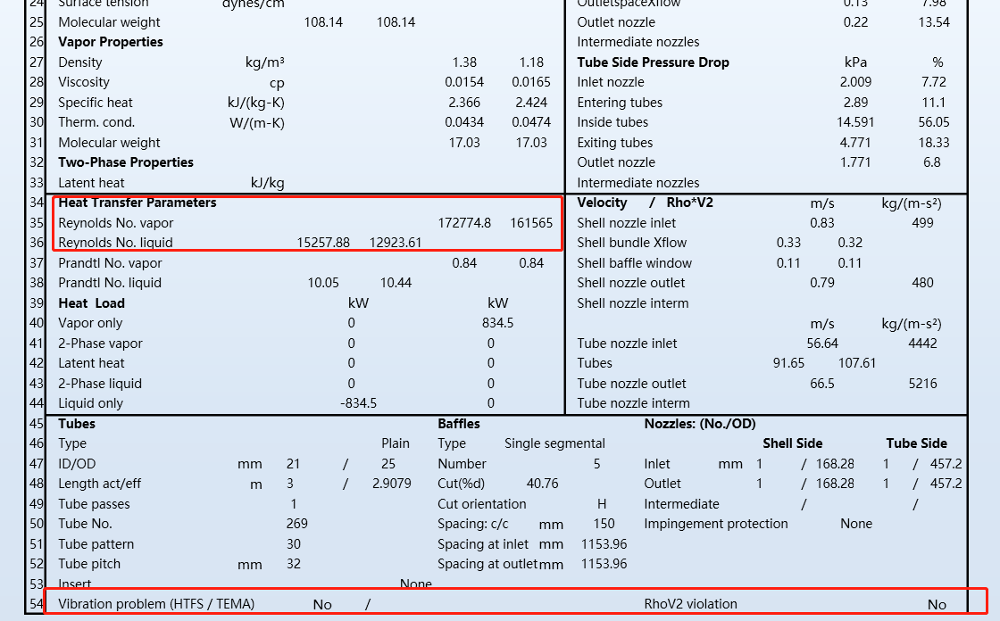 24 Surface tension dynes/cm OutletspaceXflow 0.13 7.98
25 Molecular weight 108.14 108.14 Outlet nozzle 0.22 13.54
26 Vapor Properties Intermediate nozzles
27 Density kg/m³ 1.38 1.18 Tube Side Pressure Drop kPa %
28 Viscosity cp 0.0154 0.0165 Inlet nozzle 2.009 7.72
29 Specific heat kJ/(kg-K) 2.366 2.424 Entering tubes 2.89 11.1
30 Therm. cond. W/(m-K) 0.0434 0.0474 Inside tubes 14.591 56.05
31 Molecular weight 17.03 17.03 Exiting tubes 4.771 18.33
32 Two-Phase Properties Outlet nozzle 1.771 6.8
33 Latent heat kJ/kg Intermediate nozzles
34 Heat Transfer Parameters Velocity / Rho*V2 m/s kg/(m-s²)
35 Reynolds No. vapor 172774.8 161565 Shell nozzle inlet 0.83 499
36 Reynolds No. liquid 15257.88 12923.61 Shell bundle Xflow 0.33 0.32
37 Prandtl No. vapor 0.84 0.84 Shell baffle window 0.11 0.11
38 Prandtl No. liquid 10.05 10.44 Shell nozzle outlet 0.79 480
39 Heat Load kW kW Shell nozzle interm
40 Vapor only 0 834.5 m/s kg/(m-s²)
41 2-Phase vapor 0 0 Tube nozzle inlet 56.64 4442
42 Latent heat 0 0 Tubes 91.65 107.61
43 2-Phase liquid 0 0 Tube nozzle outlet 66.5 5216
44 Liquid only -834.5 0 Tube nozzle interm
45 Tubes Baffles Nozzles: (No./OD)
46 Type Plain Type Single segmental Shell Side Tube Side
47 ID/OD mm 21 / 25 Number 5 Inlet mm 1 / 168.28 1 / 457.2
48 Length act/eff m 3 / 2.9079 Cut(%d) 40.76 Outlet 1 / 168.28 1 / 457.2
49 Tube passes 1 Cut orientation H Intermediate / /
50 Tube No. 269 Spacing: c/c mm 150 Impingement protection None
51 Tube pattern 30 Spacing at inlet mm 1153.96
52 Tube pitch mm 32 Spacing at outlet mm 1153.96
53 Insert None
54 Vibration problem (HTFS / TEMA) No / RhoV2 violation No